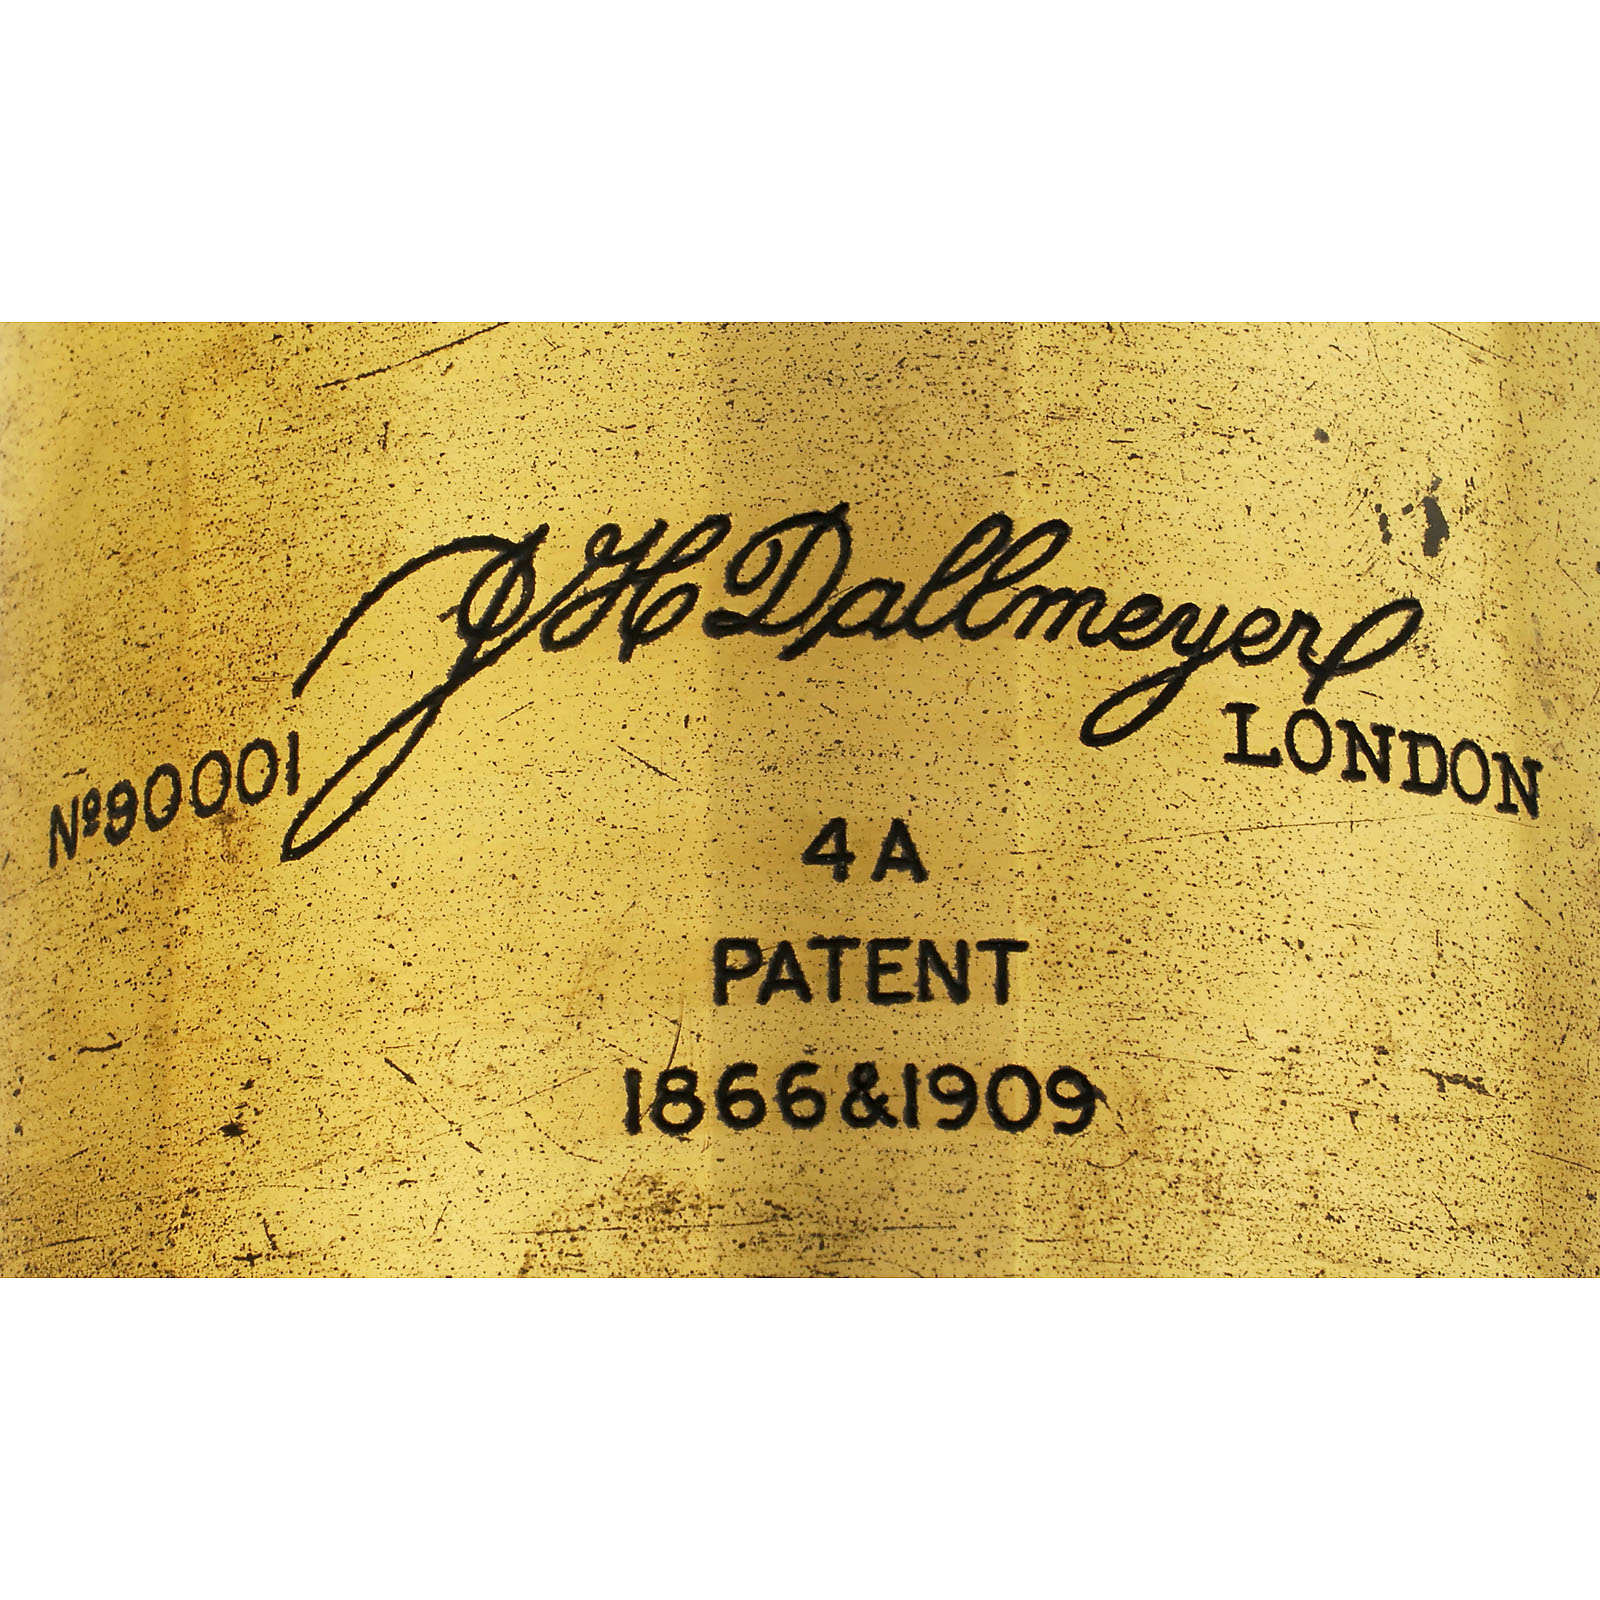 Nº90001 J H Dallmeyer LONDON
4A
PATENT
1866&1909